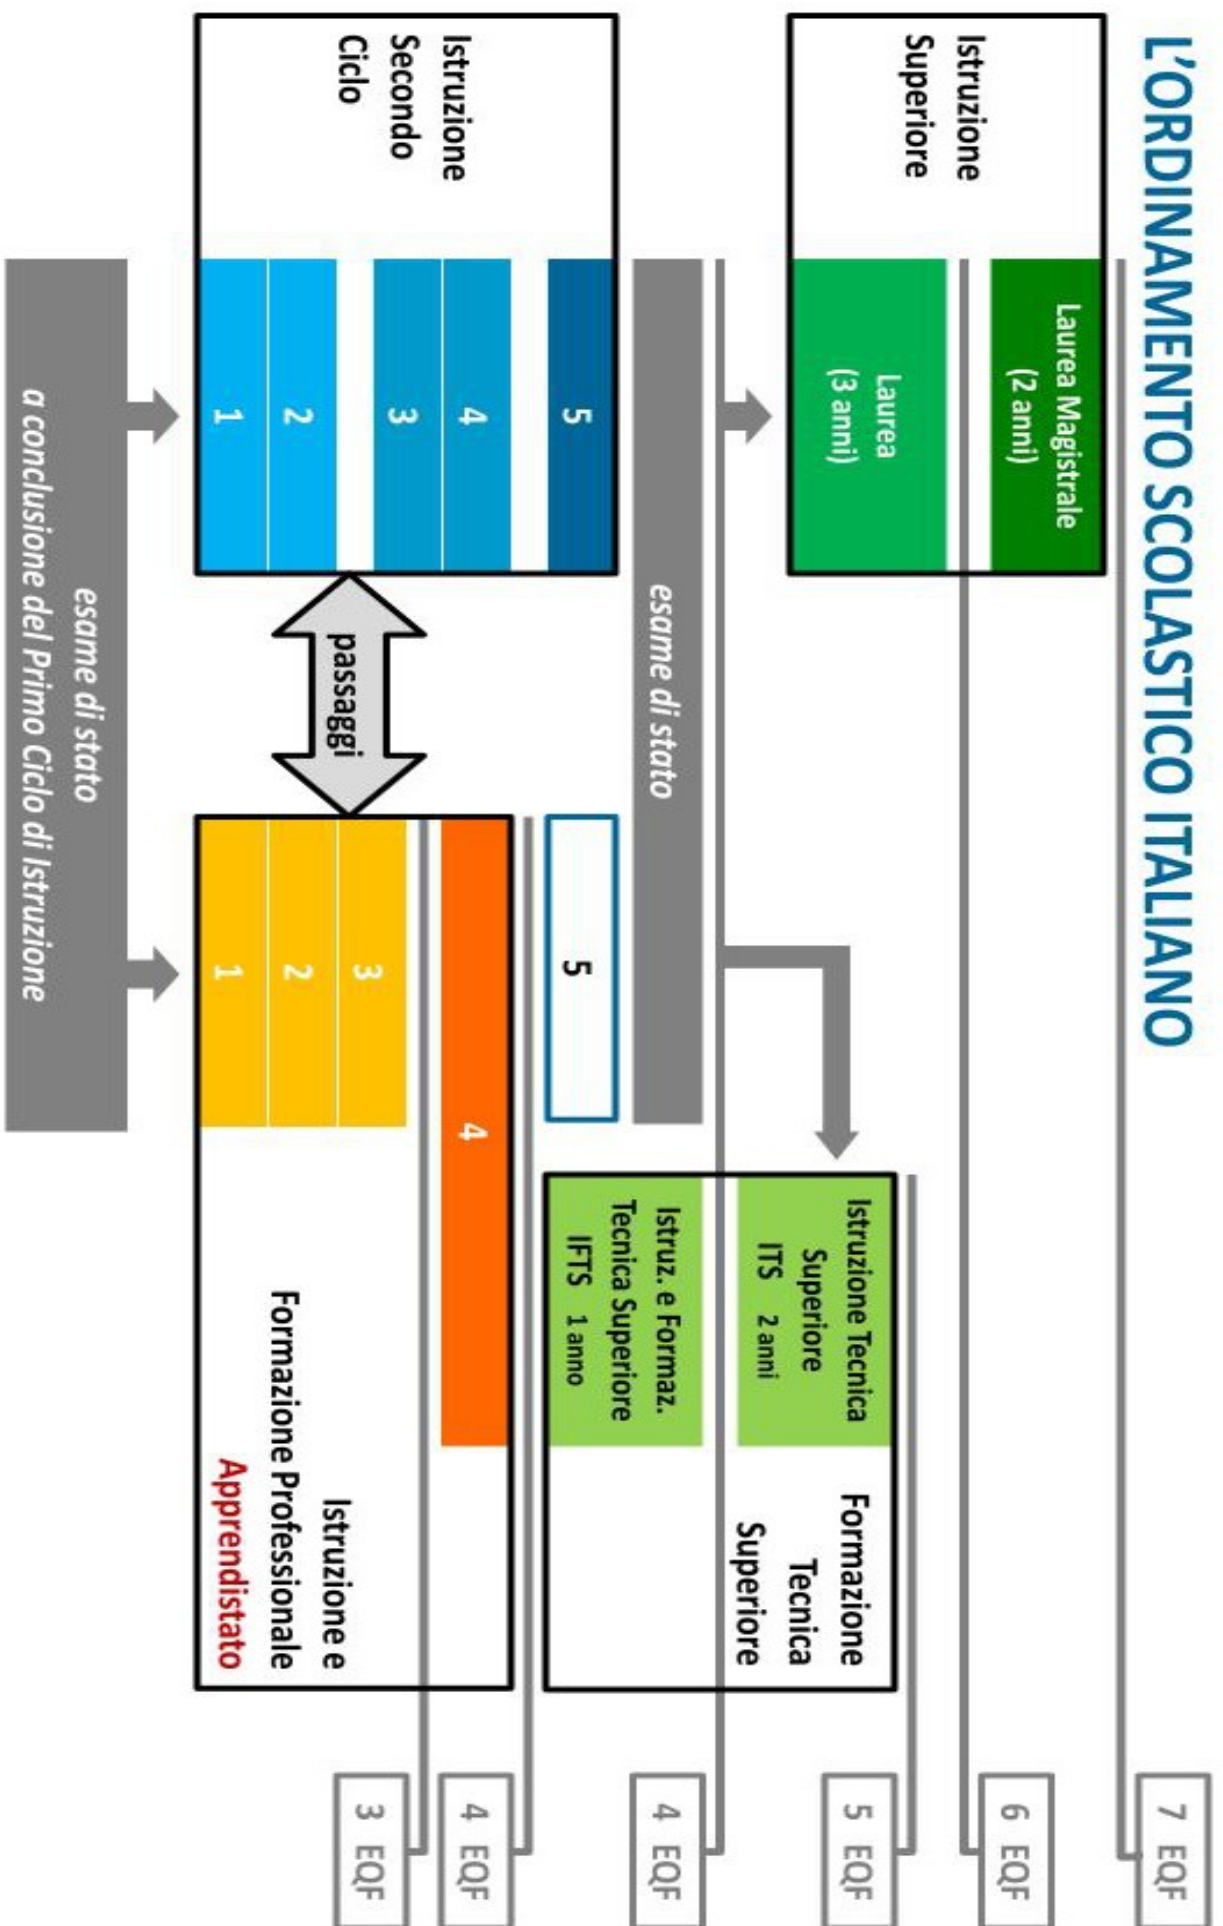 L'ORDINAMENTO SCOLASTICO ITALIANO
7 EQF
Laurea Magistrale
(2 anni)
Istruzione
Superiore
6 EQF
Laurea
(3 anni)
5 EQF
Istruzione Tecnica
Superiore
ITS 2 anni
Formazione
Tecnica
Superiore
4 EQF
esame di stato
Istruz. e Formaz.
Tecnica Superiore
IFTS 1 anno
5
5
4 EQF
Istruzione
Secondo
Ciclo
4
4
3 EQF
3
3
2
2
1
1
passaggi
Istruzione e
Formazione Professionale
Apprendistato
esame di stato
a conclusione del Primo Ciclo di Istruzione